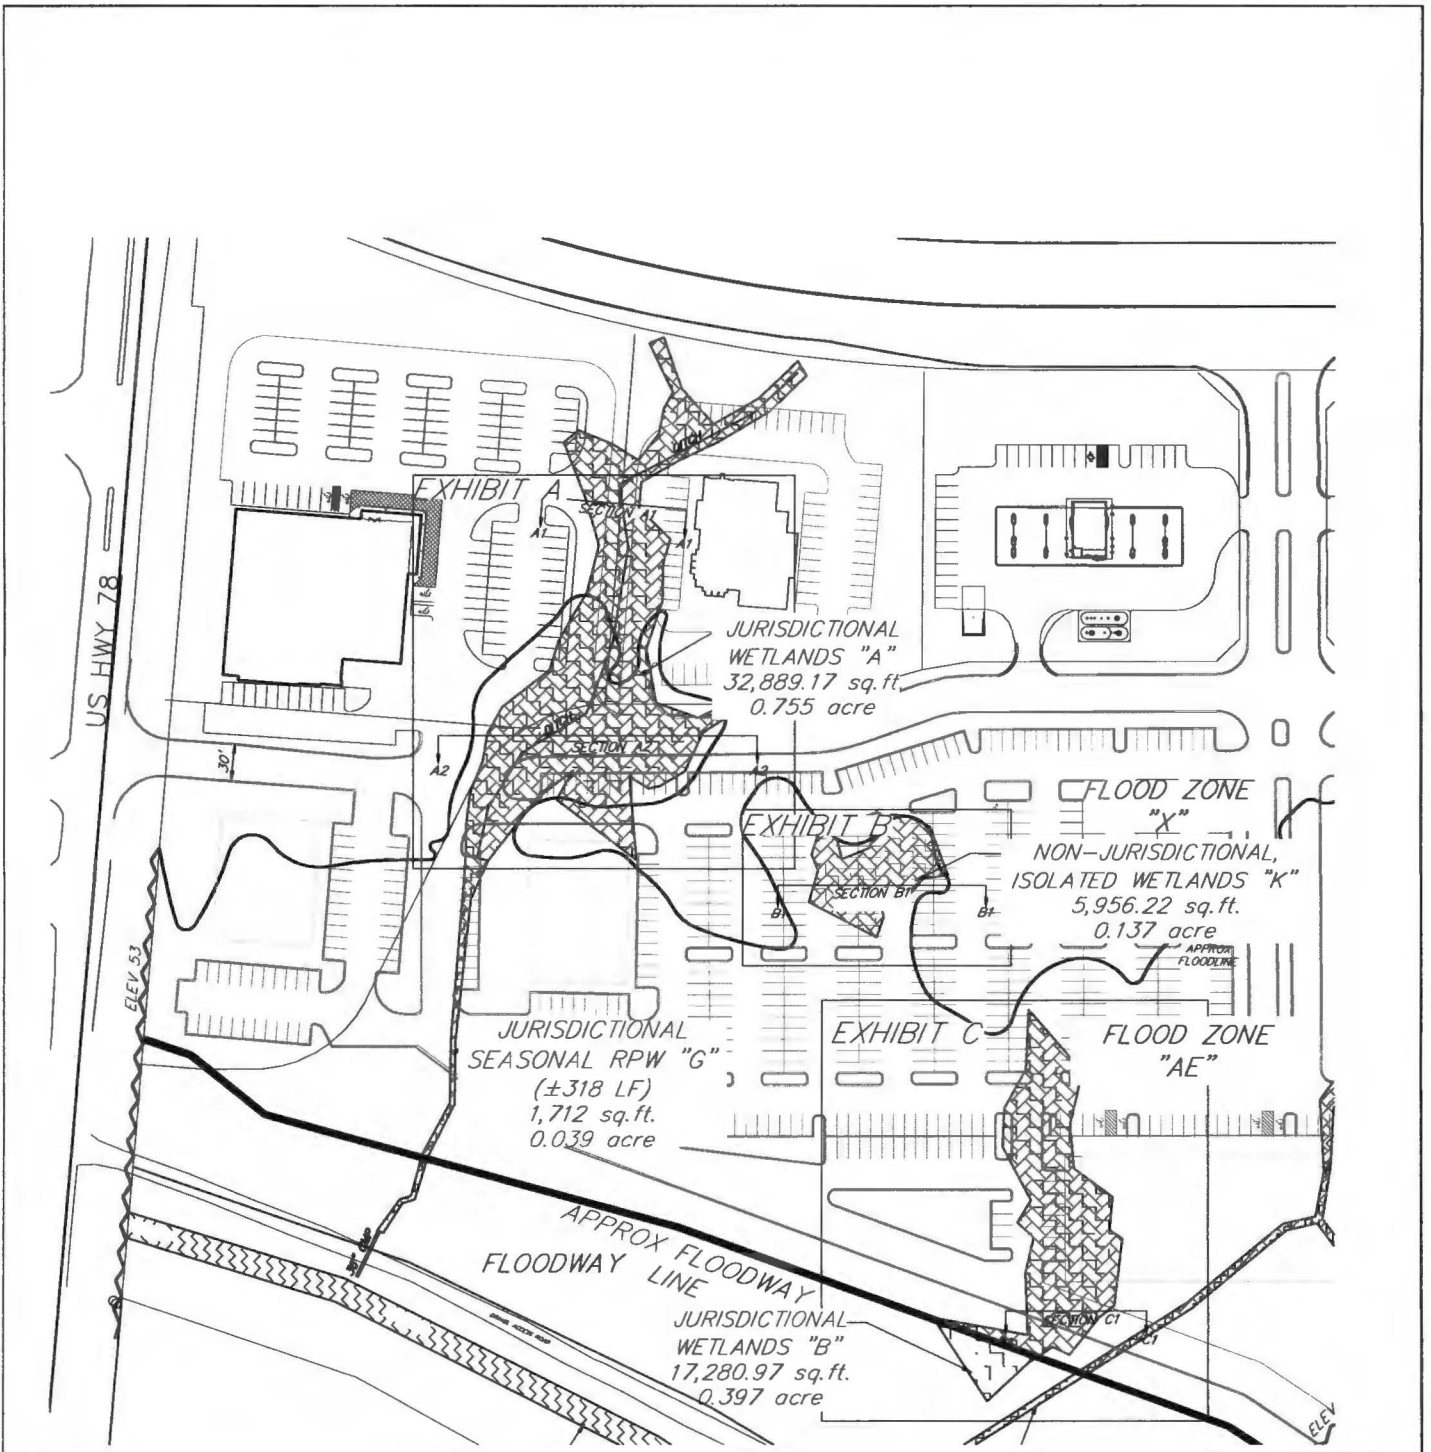 DITCH
EXHIBIT A
SECTION A1
A1
A1
US HWY 78
JURISDICTIONAL
WETLANDS "A"
32,889.17 sq.ft.
0.755 acre
DITCH
SECTION A2
30'
A2
A2
FLOOD ZONE
"X"
EXHIBIT B
NON-JURISDICTIONAL,
ISOLATED WETLANDS "K"
5,956.22 sq.ft.
0.137 acre
SECTION B1
B1
B1
APPROX
FLOODLINE
ELEV 53
JURISDICTIONAL
SEASONAL RPW "G"
(±318 LF)
1,712 sq.ft.
0.039 acre
EXHIBIT C
FLOOD ZONE
"AE"
APPROX FLOODWAY
LINE
FLOODWAY
JURISDICTIONAL
WETLANDS "B"
17,280.97 sq.ft.
0.397 acre
SECTION C1
C1
ELEV